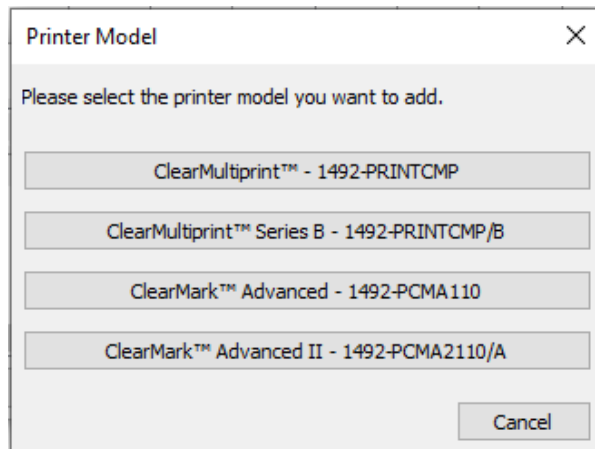 Printer Model
Please select the printer model you want to add.
ClearMultiprint™ - 1492-PRINTCMP
ClearMultiprint™ Series B - 1492-PRINTCMP/B
ClearMark™ Advanced - 1492-PCMA110
ClearMark™ Advanced II - 1492-PCMA2110/A
Cancel